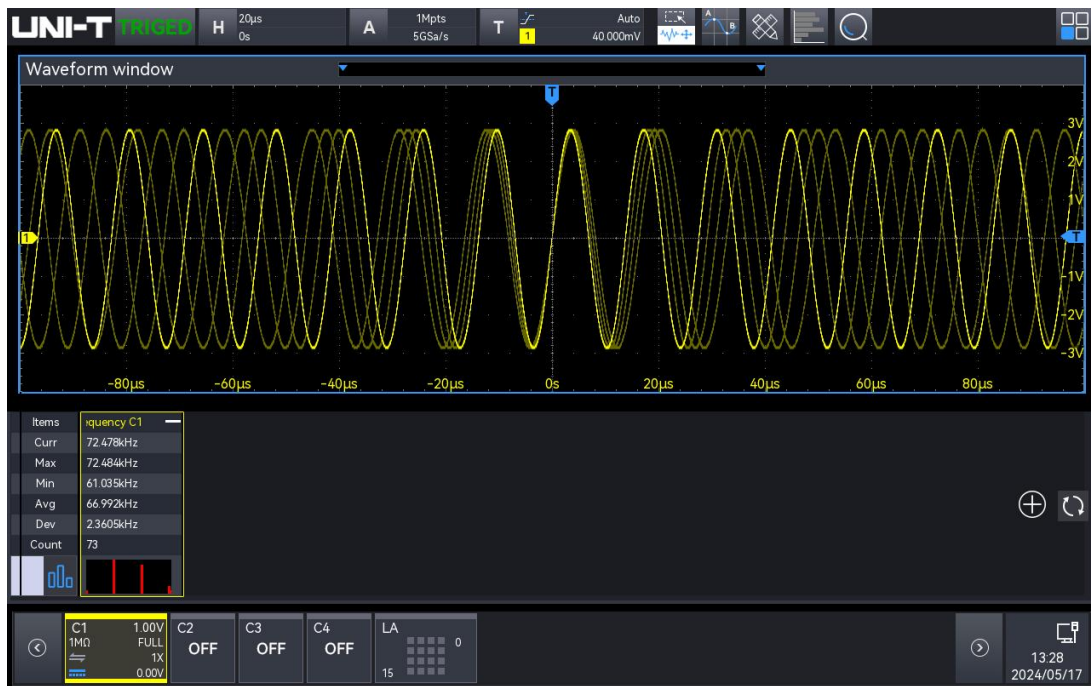 UNI-T TRIGED H 20μs 0s A 1Mpts 5GSa/s T 1 Auto 40.000mV A B
Waveform window
T
3V
2V
1V
1 T
-1V
-2V
-3V
-80μs -60μs -40μs -20μs 0s 20μs 40μs 60μs 80μs
Items equency C1
Curr 72.478kHz
Max 72.484kHz
Min 61.035kHz
Avg 66.992kHz
Dev 2.3605kHz
Count 73
C1 1.00V C2 C3 C4 LA
1MΩ FULL OFF OFF OFF 0
1X
0.00V 15
13:28
2024/05/17